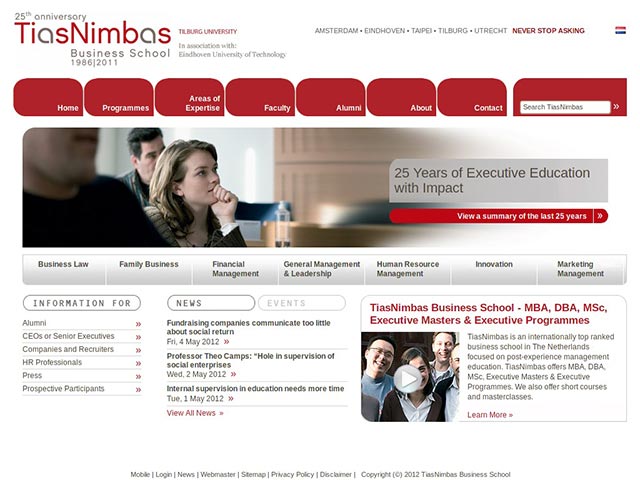 25th anniversary
TiasNimbas
Business School
1986|2011
TILBURG UNIVERSITY
In association with:
Eindhoven University of Technology
AMSTERDAM • EINDHOVEN • TAIPEI • TILBURG • UTRECHT NEVER STOP ASKING
Home
Programmes
Areas of
Expertise
Faculty
Alumni
About
Contact
Search TiasNimbas »
25 Years of Executive Education
with Impact
View a summary of the last 25 years »
Business Law
Family Business
Financial
Management
General Management
& Leadership
Human Resource
Management
Innovation
Marketing
Management
INFORMATION FOR
Alumni »
CEOs or Senior Executives »
Companies and Recruiters »
HR Professionals »
Press »
Prospective Participants »
NEWS
EVENTS
Fundraising companies communicate too little
about social return
Fri, 4 May 2012 »
Professor Theo Camps: “Hole in supervision of
social enterprises
Wed, 2 May 2012 »
Internal supervision in education needs more time
Tue, 1 May 2012 »
View All News »
TiasNimbas Business School - MBA, DBA, MSc,
Executive Masters & Executive Programmes
TiasNimbas is an internationally top ranked
business school in The Netherlands
focused on post-experience management
education. TiasNimbas offers MBA, DBA,
MSc, Executive Masters & Executive
Programmes. We also offer short courses
and masterclasses.
Learn More »
Mobile | Login | News | Webmaster | Sitemap | Privacy Policy | Disclaimer | Copyright (©) 2012 TiasNimbas Business School